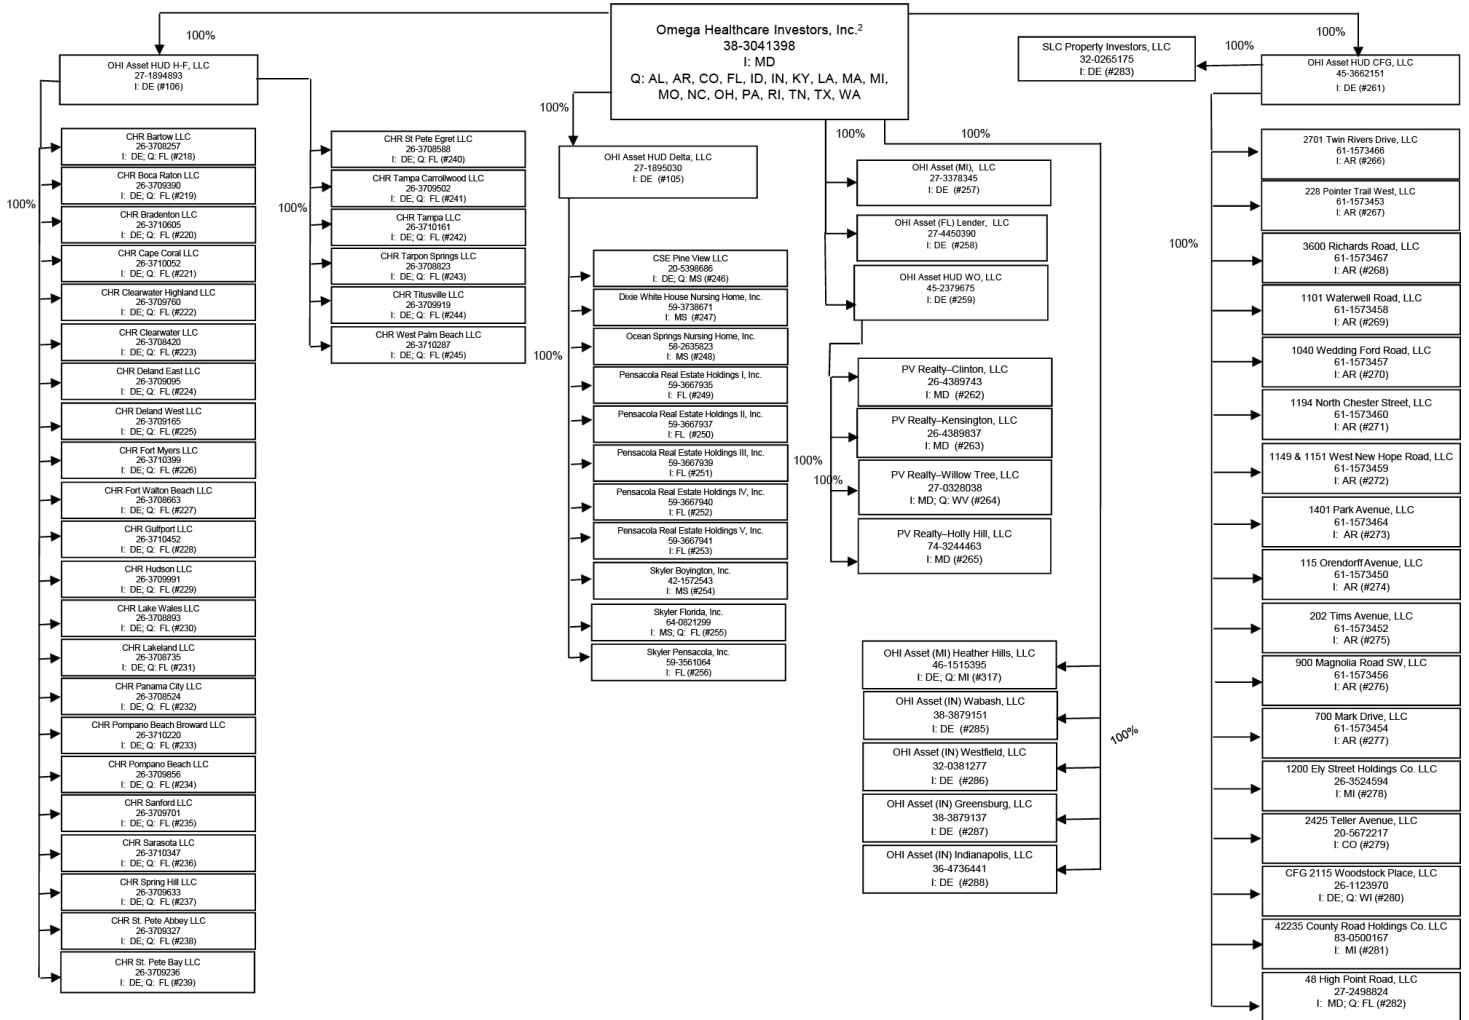 Omega Healthcare Investors, Inc.²
38-3041398
I: MD
Q: AL, AR, CO, FL, ID, IN, KY, LA, MA, MI,
MO, NC, OH, PA, RI, TN, TX, WA
100%
OHI Asset HUD H-F, LLC
27-1894893
I: DE (#106)
100%
CHR Bartow LLC
26-3708257
I: DE; Q: FL (#218)
CHR Boca Raton LLC
26-3709390
I: DE; Q: FL (#219)
CHR Bradenton LLC
26-3710605
I: DE; Q: FL (#220)
CHR Cape Coral LLC
26-3710052
I: DE; Q: FL (#221)
CHR Clearwater Highland LLC
26-3709760
I: DE; Q: FL (#222)
CHR Clearwater LLC
26-3708420
I: DE; Q: FL (#223)
CHR Deland East LLC
26-3709095
I: DE; Q: FL (#224)
CHR Deland West LLC
26-3709165
I: DE; Q: FL (#225)
CHR Fort Myers LLC
26-3710399
I: DE; Q: FL (#226)
CHR Fort Walton Beach LLC
26-3708663
I: DE; Q: FL (#227)
CHR Gulfport LLC
26-3710452
I: DE; Q: FL (#228)
CHR Hudson LLC
26-3709991
I: DE; Q: FL (#229)
CHR Lake Wales LLC
26-3708893
I: DE; Q: FL (#230)
CHR Lakeland LLC
26-3708735
I: DE; Q: FL (#231)
CHR Panama City LLC
26-3708524
I: DE; Q: FL (#232)
CHR Pompano Beach Broward LLC
26-3710220
I: DE; Q: FL (#233)
CHR Pompano Beach LLC
26-3709856
I: DE; Q: FL (#234)
CHR Sanford LLC
26-3709701
I: DE; Q: FL (#235)
CHR Sarasota LLC
26-3710347
I: DE; Q: FL (#236)
CHR Spring Hill LLC
26-3709633
I: DE; Q: FL (#237)
CHR St. Pete Abbey LLC
26-3709327
I: DE; Q: FL (#238)
CHR St. Pete Bay LLC
26-3709236
I: DE; Q: FL (#239)
100%
CHR St Pete Egret LLC
26-3708588
I: DE; Q: FL (#240)
CHR Tampa Carrollwood LLC
26-3709502
I: DE; Q: FL (#241)
CHR Tampa LLC
26-3710161
I: DE; Q: FL (#242)
CHR Tarpon Springs LLC
26-3708823
I: DE; Q: FL (#243)
CHR Titusville LLC
26-3709919
I: DE; Q: FL (#244)
CHR West Palm Beach LLC
26-3710287
I: DE; Q: FL (#245)
100%
OHI Asset HUD Delta, LLC
27-1895030
I: DE (#105)
100%
CSE Pine View LLC
20-5398686
I: DE; Q: MS (#246)
Dixie White House Nursing Home, Inc.
59-3738671
I: MS (#247)
Ocean Springs Nursing Home, Inc.
58-2635823
I: MS (#248)
Pensacola Real Estate Holdings I, Inc.
59-3667935
I: FL (#249)
Pensacola Real Estate Holdings II, Inc.
59-3667937
I: FL (#250)
Pensacola Real Estate Holdings III, Inc.
59-3667939
I: FL (#251)
Pensacola Real Estate Holdings IV, Inc.
59-3667940
I: FL (#252)
Pensacola Real Estate Holdings V, Inc.
59-3667941
I: FL (#253)
Skyler Boyington, Inc.
42-1572543
I: MS (#254)
Skyler Florida, Inc.
64-0821299
I: MS; Q: FL (#255)
Skyler Pensacola, Inc.
59-3561064
I: FL (#256)
100%
OHI Asset (MI), LLC
27-3378345
I: DE (#257)
OHI Asset (FL) Lender, LLC
27-4450390
I: DE (#258)
OHI Asset HUD WO, LLC
45-2379675
I: DE (#259)
100%
100%
PV Realty–Clinton, LLC
26-4389743
I: MD (#262)
PV Realty–Kensington, LLC
26-4389837
I: MD (#263)
PV Realty–Willow Tree, LLC
27-0328038
I: MD; Q: WV (#264)
PV Realty–Holly Hill, LLC
74-3244463
I: MD (#265)
100%
100%
OHI Asset (MI) Heather Hills, LLC
46-1515395
I: DE; Q: MI (#317)
OHI Asset (IN) Wabash, LLC
38-3879151
I: DE (#285)
OHI Asset (IN) Westfield, LLC
32-0381277
I: DE (#286)
OHI Asset (IN) Greensburg, LLC
38-3879137
I: DE (#287)
OHI Asset (IN) Indianapolis, LLC
36-4736441
I: DE (#288)
100%
OHI Asset HUD CFG, LLC
45-3662151
I: DE (#261)
100%
SLC Property Investors, LLC
32-0265175
I: DE (#283)
100%
2701 Twin Rivers Drive, LLC
61-1573466
I: AR (#266)
228 Pointer Trail West, LLC
61-1573453
I: AR (#267)
3600 Richards Road, LLC
61-1573467
I: AR (#268)
1101 Waterwell Road, LLC
61-1573458
I: AR (#269)
1040 Wedding Ford Road, LLC
61-1573457
I: AR (#270)
1194 North Chester Street, LLC
61-1573460
I: AR (#271)
1149 & 1151 West New Hope Road, LLC
61-1573459
I: AR (#272)
1401 Park Avenue, LLC
61-1573464
I: AR (#273)
115 Orendorff Avenue, LLC
61-1573450
I: AR (#274)
202 Tims Avenue, LLC
61-1573452
I: AR (#275)
900 Magnolia Road SW, LLC
61-1573456
I: AR (#276)
700 Mark Drive, LLC
61-1573454
I: AR (#277)
1200 Ely Street Holdings Co. LLC
26-3524594
I: MI (#278)
2425 Teller Avenue, LLC
20-5672217
I: CO (#279)
CFG 2115 Woodstock Place, LLC
26-1123970
I: DE; Q: WI (#280)
42235 County Road Holdings Co. LLC
83-0500167
I: MI (#281)
48 High Point Road, LLC
27-2498824
I: MD; Q: FL (#282)